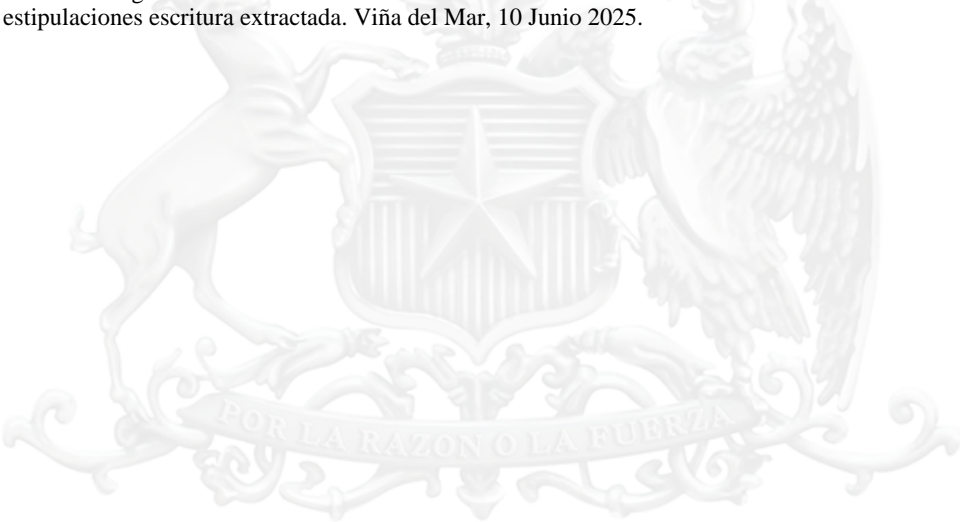 estipulaciones escritura extractada. Viña del Mar, 10 Junio 2025.
POR LA RAZON O LA FUERZA